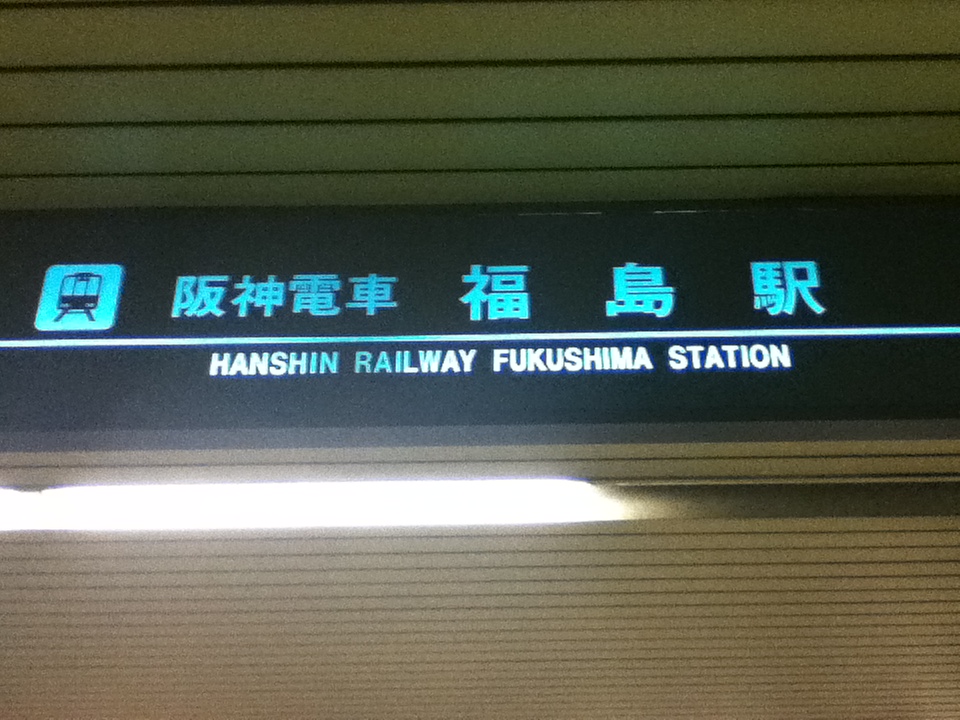 阪神電車 福島駅
HANSHIN RAILWAY FUKUSHIMA STATION